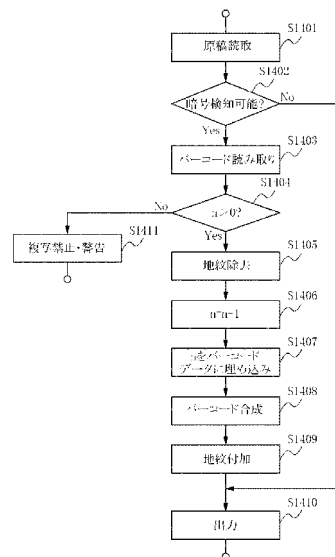 S1401
原稿読取
S1402
暗号検知可能?
No
Yes
S1403
バーコード読み取り
S1404
n>0?
No
Yes
S1411
複写禁止・警告
S1405
地紋除去
S1406
n=n-1
S1407
nをバーコード
データに埋め込み
S1408
バーコード合成
S1409
地紋付加
S1410
出力